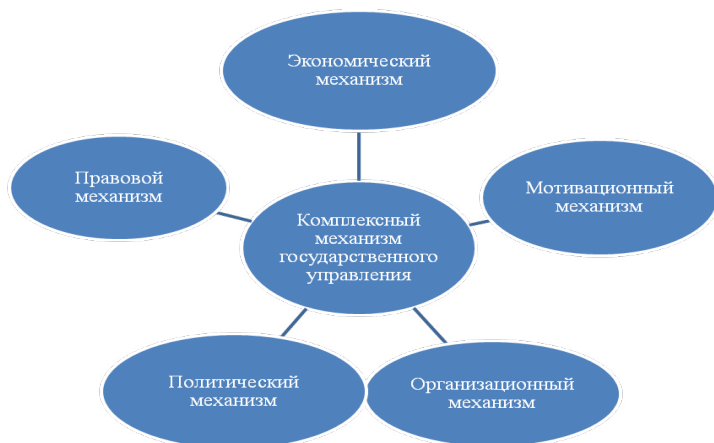 Экономический
механизм
Правовой
механизм
Мотивационный
механизм
Комплексный
механизм
государственного
управления
Политический
механизм
Организационный
механизм